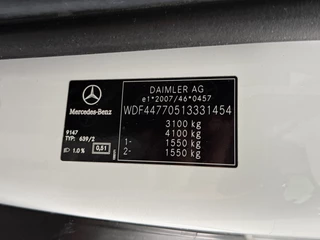 Mercedes-Benz
9147
TYP: 639/2
1.0 %
0,51
DAIMLER AG
e1*2007/46*0457
WDF44770513331454
3100 kg
4100 kg
1- 1550 kg
2- 1550 kg